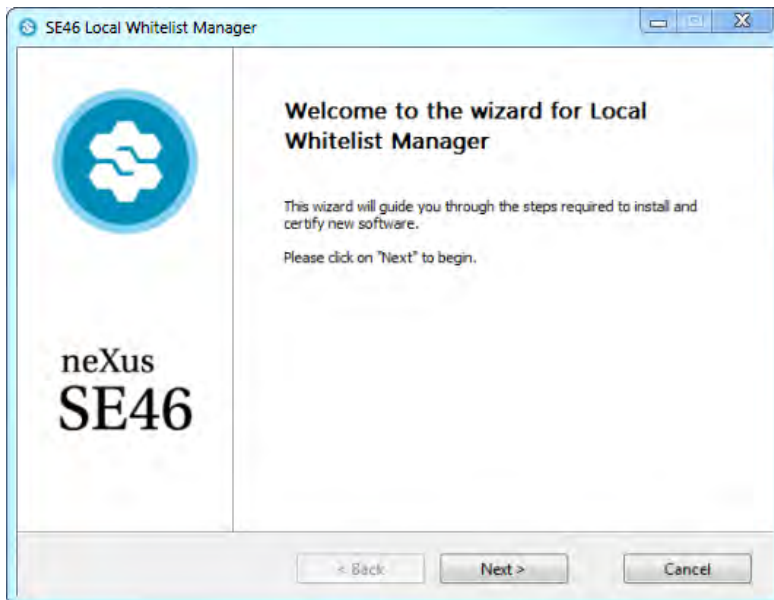 SE46 Local Whitelist Manager
Welcome to the wizard for Local
Whitelist Manager
This wizard will guide you through the steps required to install and
certify new software.
Please click on "Next" to begin.
neXus
SE46
< Back
Next >
Cancel